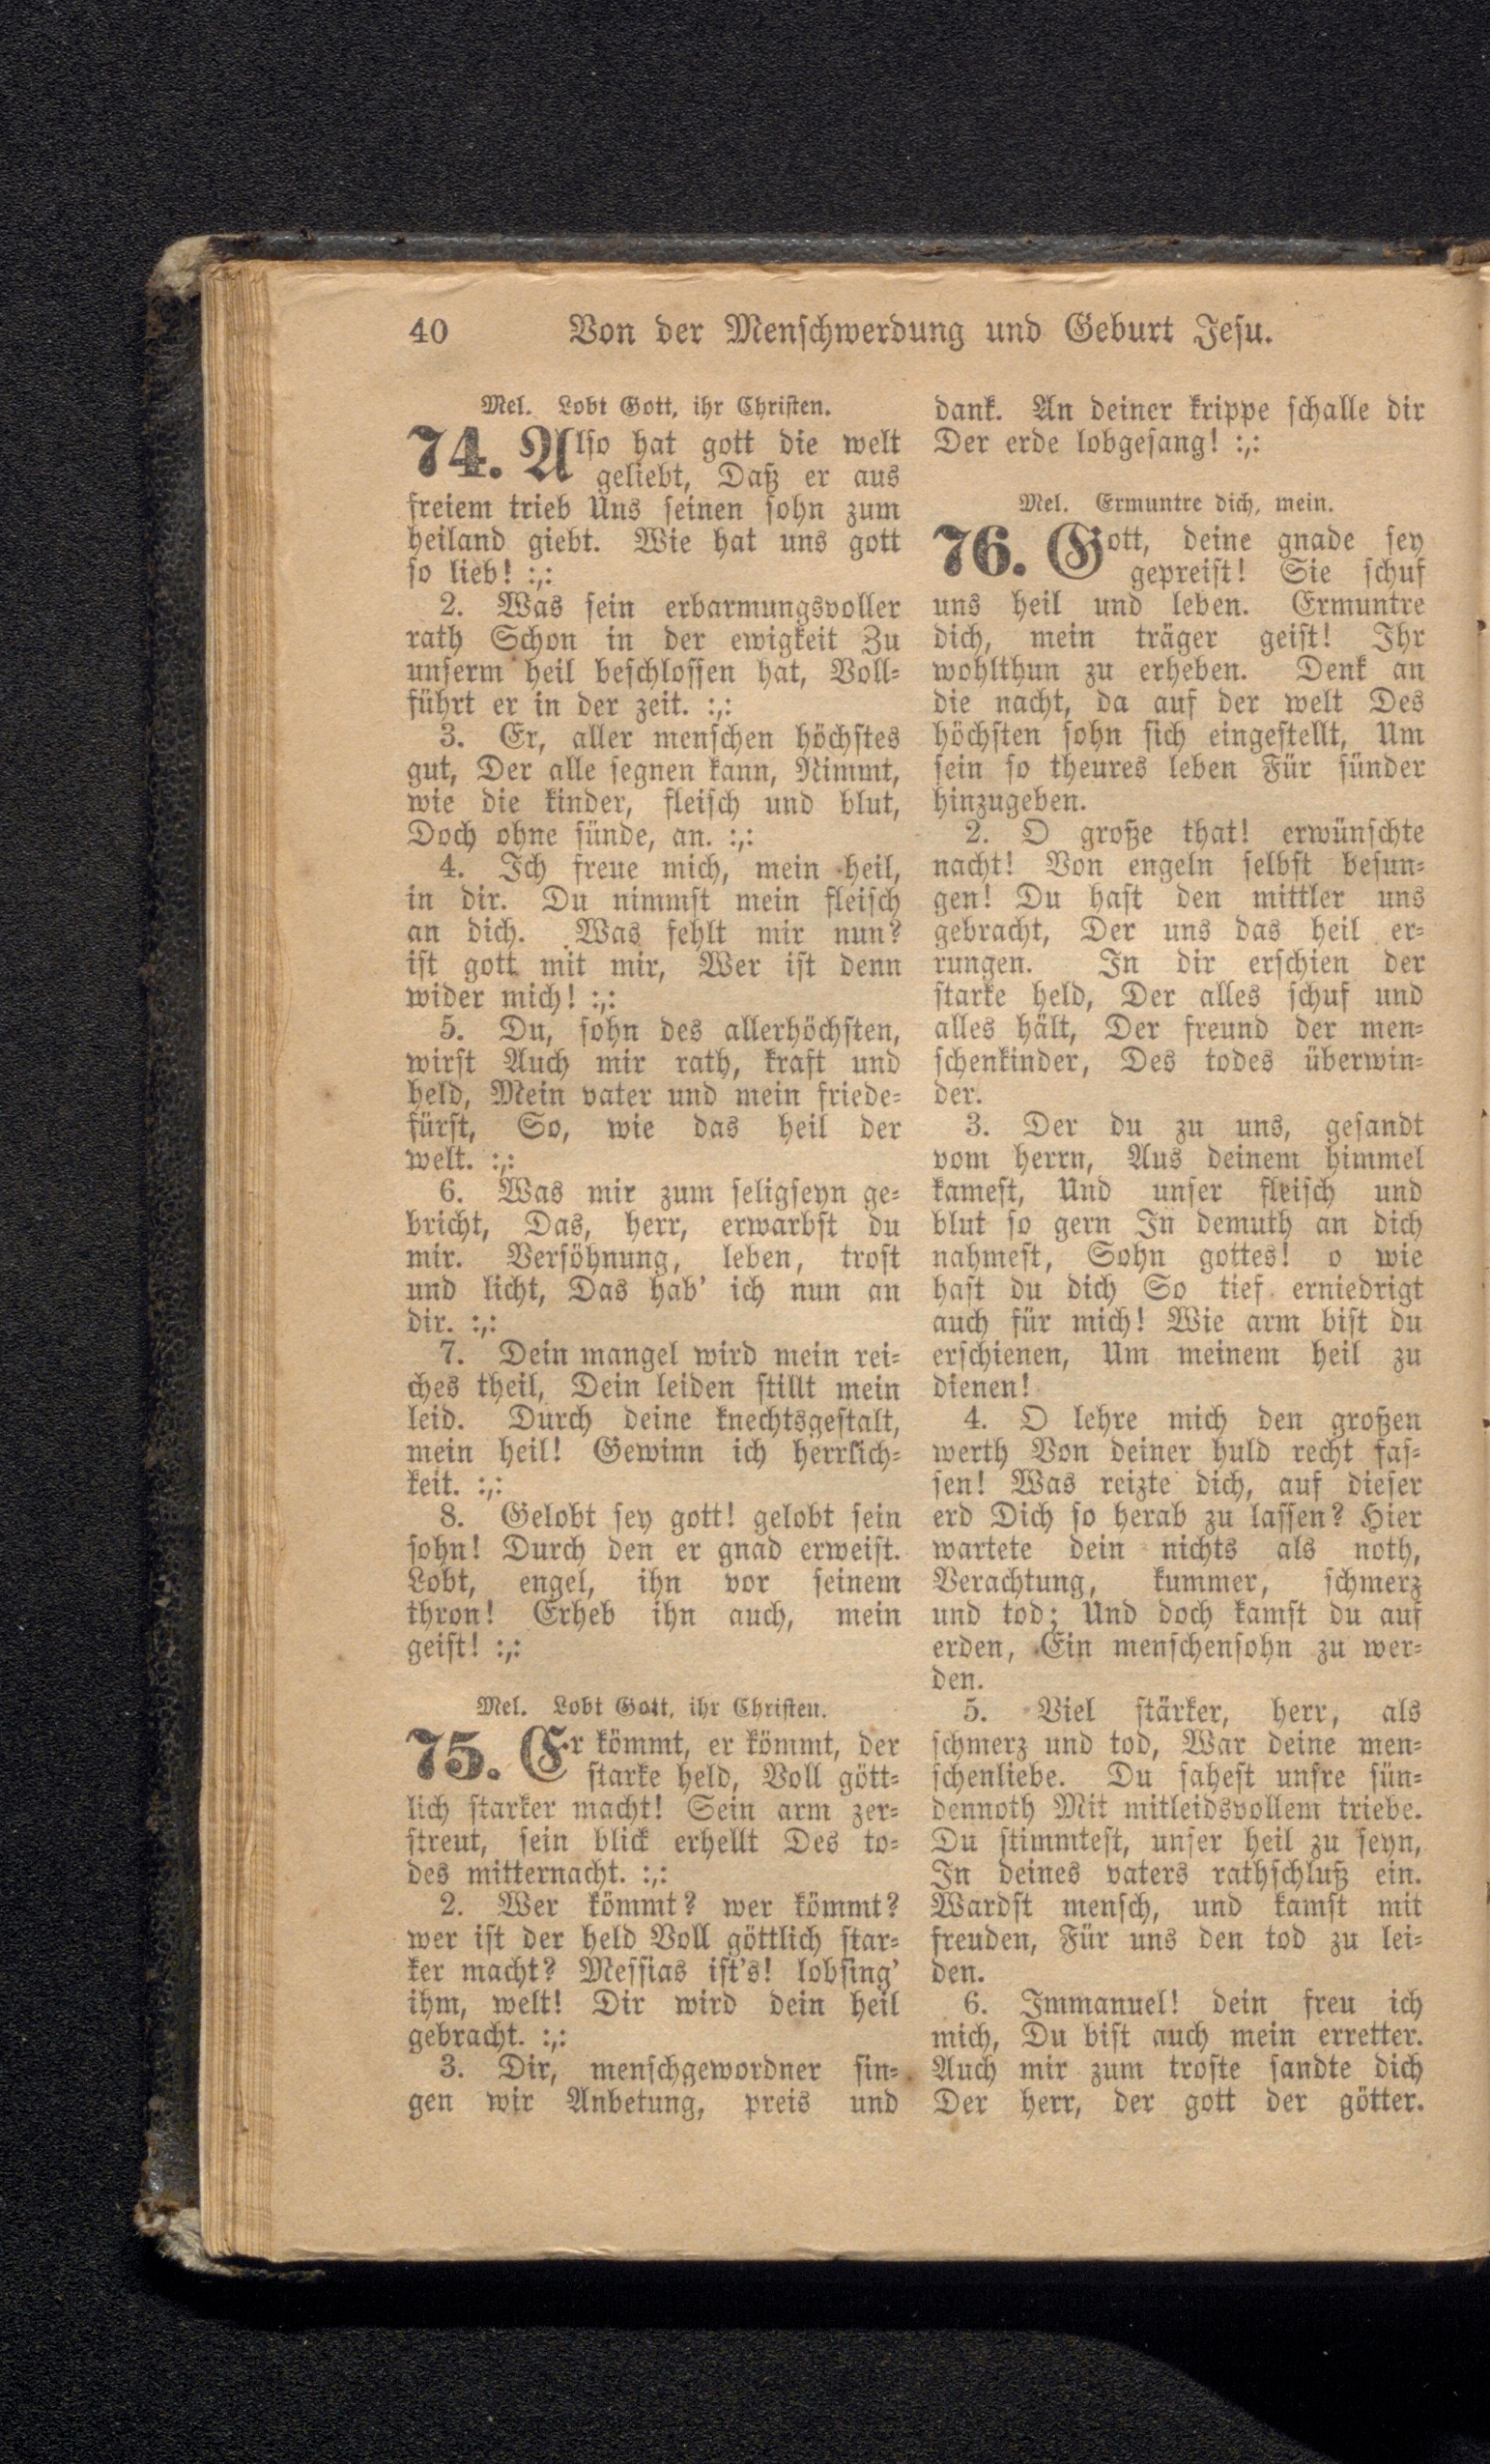 40 Von der Menschwerdung und Geburt Jesu.
Mel. Lobt Gott, ihr Christen.
74. Also hat gott die welt
geliebt, Daß er aus
freiem trieb Uns seinen sohn zum
heiland giebt. Wie hat uns gott
so lieb! :,:
2. Was sein erbarmungsvoller
rath Schon in der ewigkeit Zu
unserm heil beschlossen hat, Voll-
führt er in der zeit. :,:
3. Er, aller menschen höchstes
gut, Der alle segnen kann, Nimmt,
wie die kinder, fleisch und blut,
Doch ohne sünde, an. :,:
4. Ich freue mich, mein heil,
in dir. Du nimmst mein fleisch
an dich. Was fehlt mir nun?
ist gott mit mir, Wer ist denn
wider mich! :,:
5. Du, sohn des allerhöchsten,
wirst Auch mir rath, kraft und
held, Mein vater und mein friede-
fürst, So, wie das heil der
welt. :,:
6. Was mir zum seligseyn ge-
bricht, Das, herr, erwarbst du
mir. Versöhnung, leben, trost
und licht, Das hab' ich nun an
dir. :,:
7. Dein mangel wird mein rei-
ches theil, Dein leiden stillt mein
leid. Durch deine knechtsgestalt,
mein heil! Gewinn ich herrlich-
keit. :,:
8. Gelobt sey gott! gelobt sein
sohn! Durch den er gnad erweist.
Lobt, engel, ihn vor seinem
thron! Erheb ihn auch, mein
geist! :,:
Mel. Lobt Gott, ihr Christen.
75. Er kömmt, er kömmt, der
starke held, Voll gött-
lich starker macht! Sein arm zer-
streut, sein blick erhellt Des to-
des mitternacht. :,:
2. Wer kömmt? wer kömmt?
wer ist der held Voll göttlich star-
ker macht? Messias ist's! lobsing'
ihm, welt! Dir wird dein heil
gebracht. :,:
3. Dir, menschgewordner sin-
gen wir Anbetung, preis und
dank. An deiner krippe schalle dir
Der erde lobgesang! :,:
Mel. Ermuntre dich, mein.
76. Gott, deine gnade sey
gepreist! Sie schuf
uns heil und leben. Ermuntre
dich, mein träger geist! Ihr
wohlthun zu erheben. Denk an
die nacht, da auf der welt Des
höchsten sohn sich eingestellt, Um
sein so theures leben Für sünder
hinzugeben.
2. O große that! erwünschte
nacht! Von engeln selbst besun-
gen! Du hast den mittler uns
gebracht, Der uns das heil er-
rungen. In dir erschien der
starke held, Der alles schuf und
alles hält, Der freund der men-
schenkinder, Des todes überwin-
der.
3. Der du zu uns, gesandt
vom herrn, Aus deinem himmel
kamest, Und unser fleisch und
blut so gern In demuth an dich
nahmest, Sohn gottes! o wie
hast du dich So tief erniedrigt
auch für mich! Wie arm bist du
erschienen, Um meinem heil zu
dienen!
4. O lehre mich den großen
werth Von deiner huld recht fas-
sen! Was reizte dich, auf dieser
erd Dich so herab zu lassen? Hier
wartete dein nichts als noth,
Verachtung, kummer, schmerz
und tod; Und doch kamst du auf
erden, Ein menschensohn zu wer-
den.
5. Viel stärker, herr, als
schmerz und tod, War deine men-
schenliebe. Du sahest unsre sün-
dennoth Mit mitleidsvollem triebe.
Du stimmtest, unser heil zu seyn,
In deines vaters rathschluß ein.
Wardst mensch, und kamst mit
freuden, Für uns den tod zu lei-
den.
6. Immanuel! dein freu ich
mich, Du bist auch mein erretter.
Auch mir zum troste sandte dich
Der herr, der gott der götter.